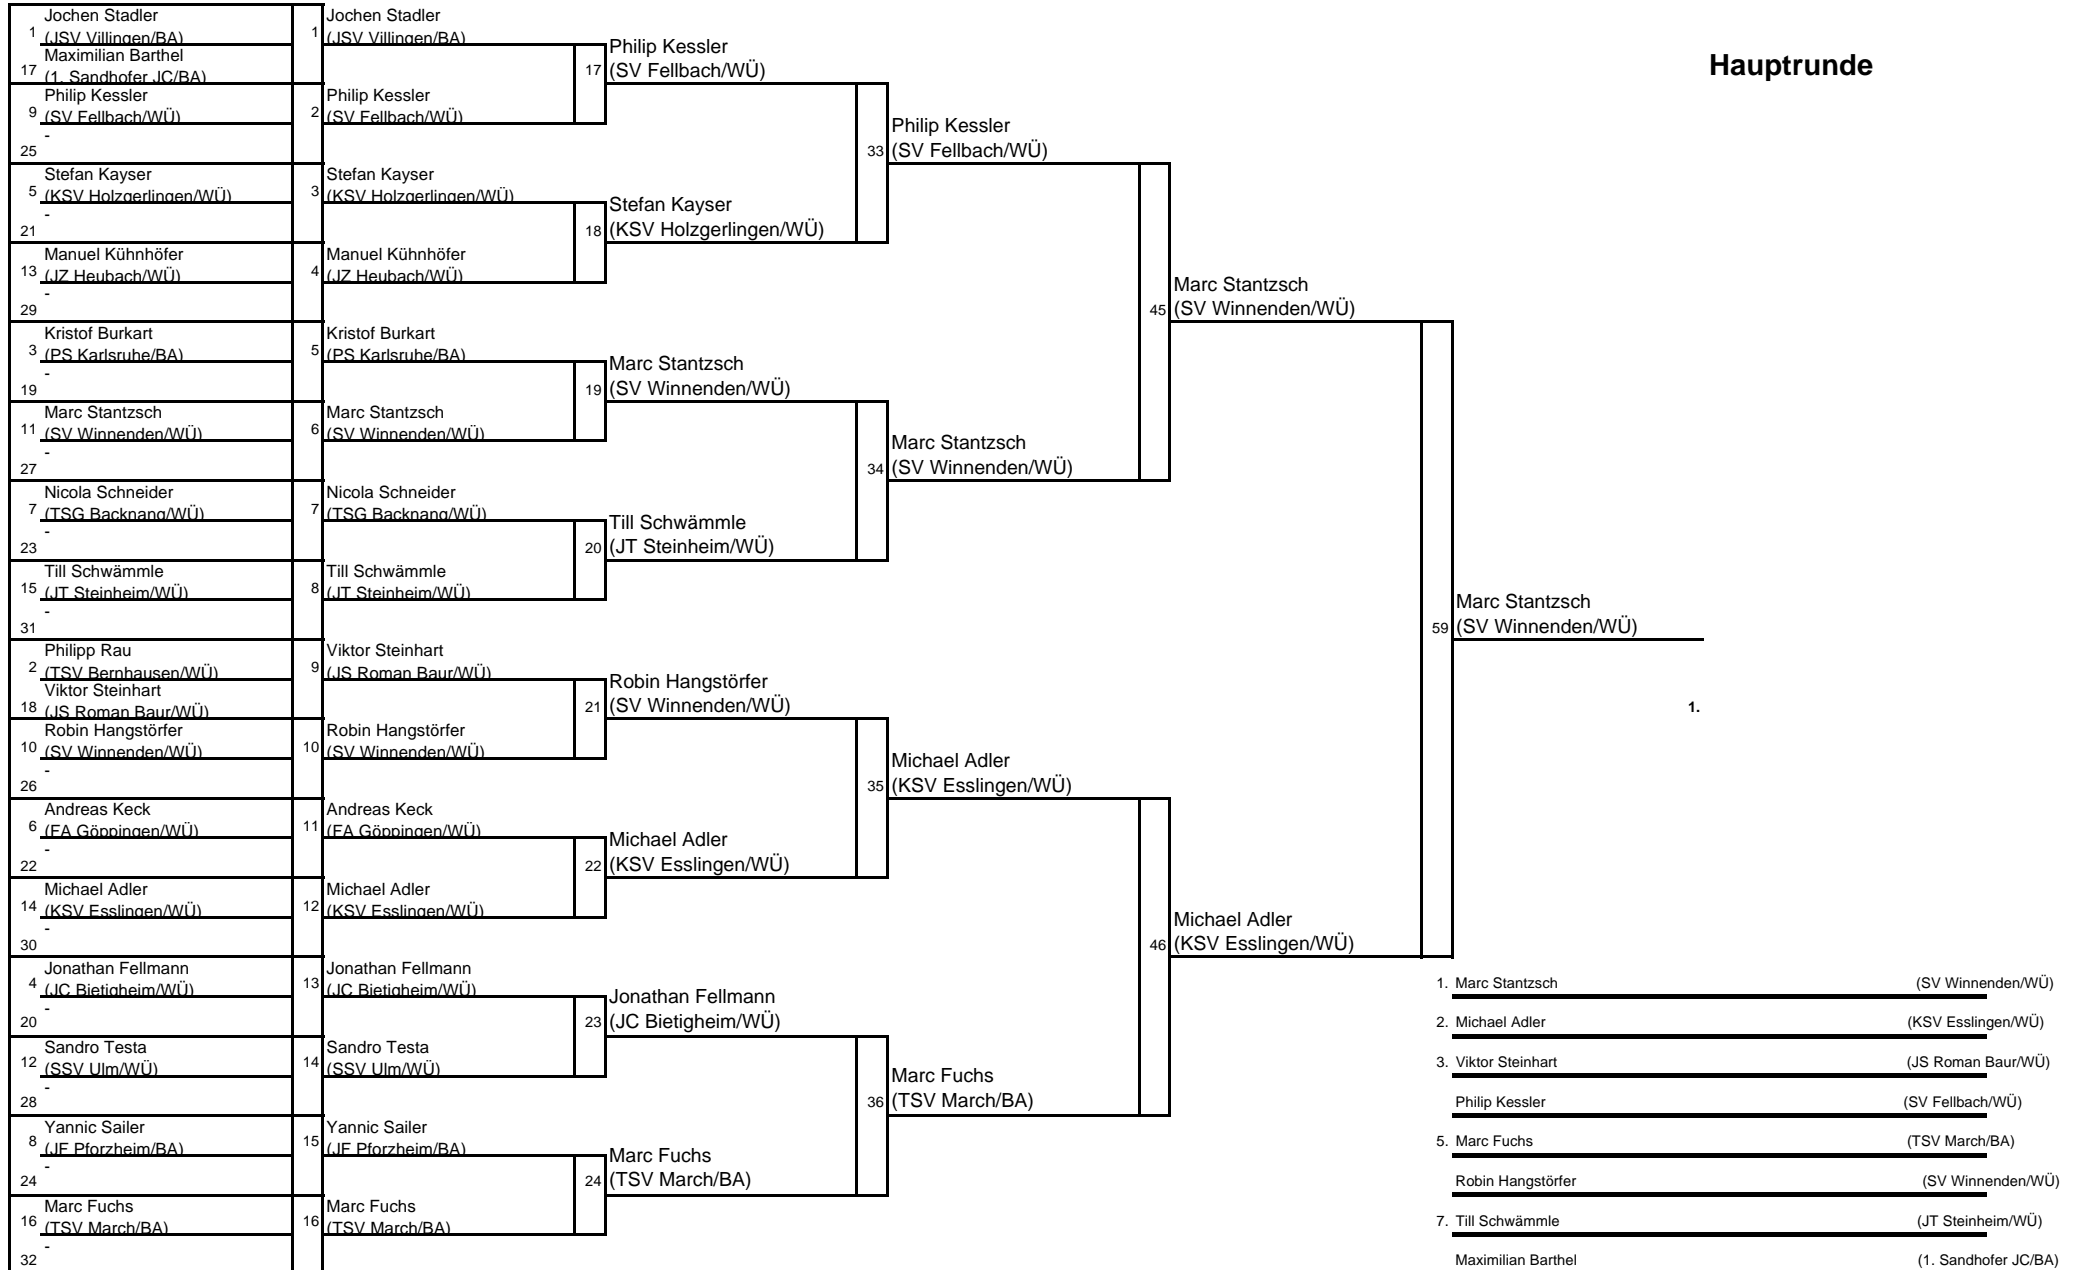 Hauptrunde
1 Jochen Stadler
(JSV Villingen/BA)
17 Maximilian Barthel
(1. Sandhofer JC/BA)
9 Philip Kessler
(SV Fellbach/WÜ)
25 -
5 Stefan Kayser
(KSV Holzgerlingen/WÜ)
21 -
13 Manuel Kühnhöfer
(JZ Heubach/WÜ)
29 -
3 Kristof Burkart
(PS Karlsruhe/BA)
19 -
11 Marc Stantzsch
(SV Winnenden/WÜ)
27 -
7 Nicola Schneider
(TSG Backnang/WÜ)
23 -
15 Till Schwämmle
(JT Steinheim/WÜ)
31 -
2 Philipp Rau
(TSV Bernhausen/WÜ)
18 Viktor Steinhart
(JS Roman Baur/WÜ)
10 Robin Hangstörfer
(SV Winnenden/WÜ)
26 -
6 Andreas Keck
(FA Göppingen/WÜ)
22 -
14 Michael Adler
(KSV Esslingen/WÜ)
30 -
4 Jonathan Fellmann
(JC Bietigheim/WÜ)
20 -
12 Sandro Testa
(SSV Ulm/WÜ)
28 -
8 Yannic Sailer
(JF Pforzheim/BA)
24 -
16 Marc Fuchs
(TSV March/BA)
32 -
1 Jochen Stadler
(JSV Villingen/BA)
2 Philip Kessler
(SV Fellbach/WÜ)
3 Stefan Kayser
(KSV Holzgerlingen/WÜ)
4 Manuel Kühnhöfer
(JZ Heubach/WÜ)
5 Kristof Burkart
(PS Karlsruhe/BA)
6 Marc Stantzsch
(SV Winnenden/WÜ)
7 Nicola Schneider
(TSG Backnang/WÜ)
8 Till Schwämmle
(JT Steinheim/WÜ)
9 Viktor Steinhart
(JS Roman Baur/WÜ)
10 Robin Hangstörfer
(SV Winnenden/WÜ)
11 Andreas Keck
(FA Göppingen/WÜ)
12 Michael Adler
(KSV Esslingen/WÜ)
13 Jonathan Fellmann
(JC Bietigheim/WÜ)
14 Sandro Testa
(SSV Ulm/WÜ)
15 Yannic Sailer
(JF Pforzheim/BA)
16 Marc Fuchs
(TSV March/BA)
Philip Kessler
17 (SV Fellbach/WÜ)
Stefan Kayser
18 (KSV Holzgerlingen/WÜ)
Marc Stantzsch
19 (SV Winnenden/WÜ)
Till Schwämmle
20 (JT Steinheim/WÜ)
Robin Hangstörfer
21 (SV Winnenden/WÜ)
Michael Adler
22 (KSV Esslingen/WÜ)
Jonathan Fellmann
23 (JC Bietigheim/WÜ)
Marc Fuchs
24 (TSV March/BA)
Philip Kessler
33 (SV Fellbach/WÜ)
Marc Stantzsch
34 (SV Winnenden/WÜ)
Michael Adler
35 (KSV Esslingen/WÜ)
Marc Fuchs
36 (TSV March/BA)
Marc Stantzsch
45 (SV Winnenden/WÜ)
Michael Adler
46 (KSV Esslingen/WÜ)
Marc Stantzsch
59 (SV Winnenden/WÜ)
1.
1. Marc Stantzsch (SV Winnenden/WÜ)
2. Michael Adler (KSV Esslingen/WÜ)
3. Viktor Steinhart (JS Roman Baur/WÜ)
Philip Kessler (SV Fellbach/WÜ)
5. Marc Fuchs (TSV March/BA)
Robin Hangstörfer (SV Winnenden/WÜ)
7. Till Schwämmle (JT Steinheim/WÜ)
Maximilian Barthel (1. Sandhofer JC/BA)